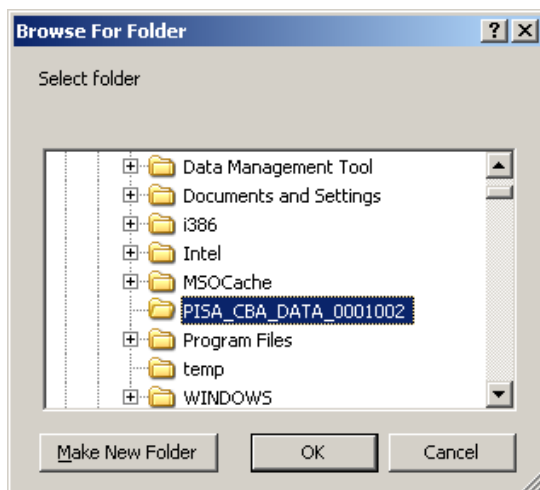 Browse For Folder
Select folder
Data Management Tool
Documents and Settings
i386
Intel
MSOCache
PISA_CBA_DATA_0001002
Program Files
temp
WINDOWS
Make New Folder OK Cancel